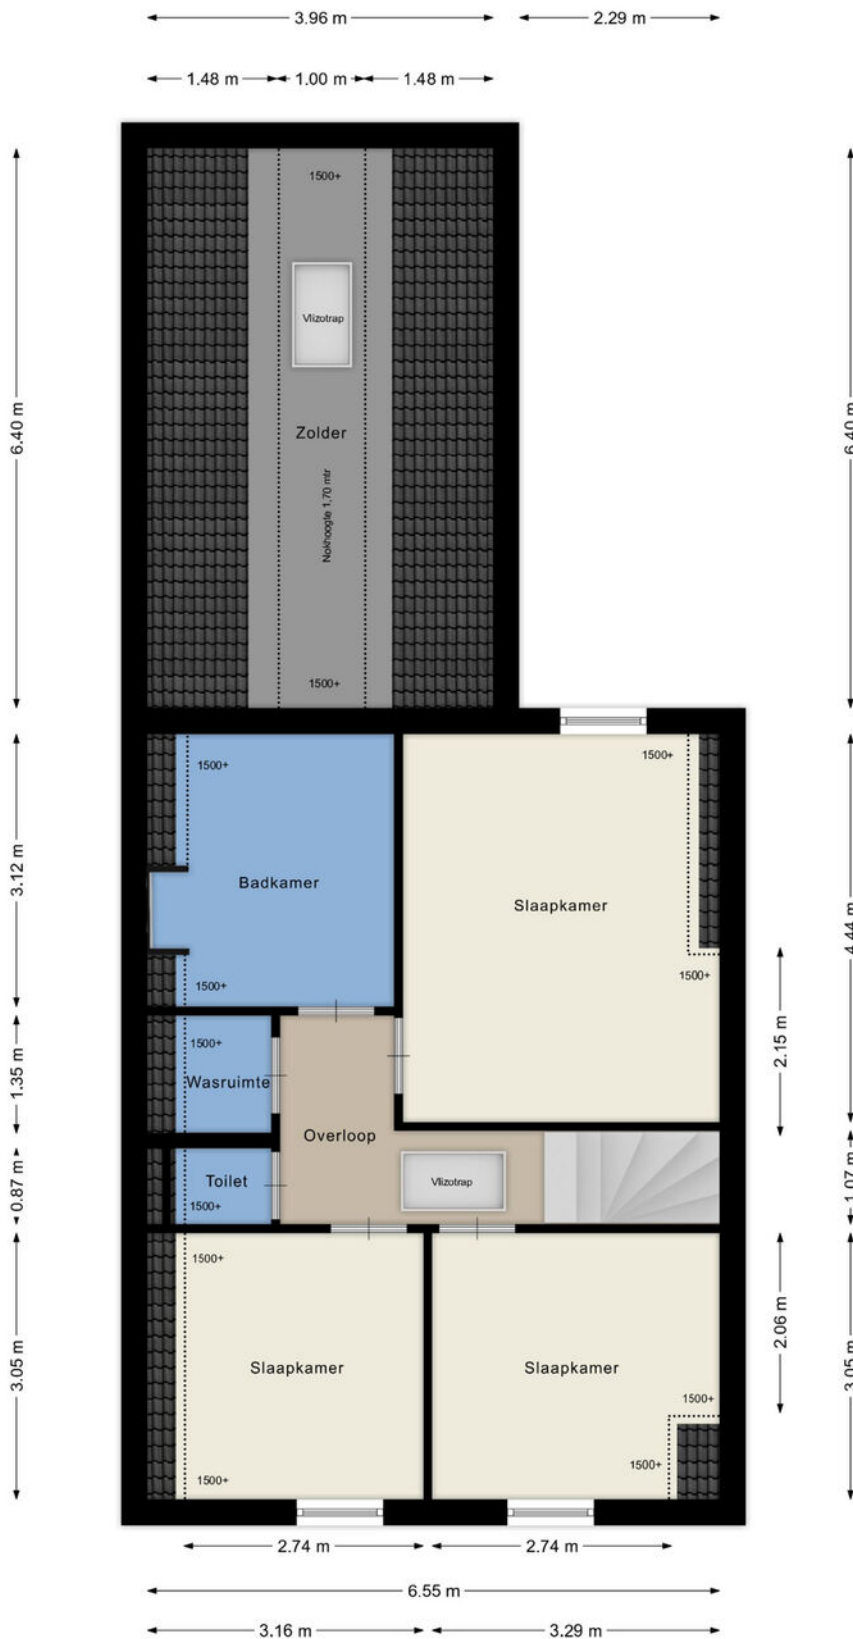 3.96 m
2.29 m
1.48 m
1.00 m
1.48 m
1500+
Vlizotrap
6.40 m
6.40 m
Zolder
Nokhoogte 1,70 mtr
1500+
1500+
1500+
3.12 m
Badkamer
Slaapkamer
4.44 m
1500+
1500+
2.15 m
1500+
1.35 m
Wasruimte
Overloop
0.87 m
Toilet
Vlizotrap
1.07 m
1500+
1500+
2.06 m
3.05 m
Slaapkamer
Slaapkamer
3.05 m
1500+
1500+
1500+
2.74 m
2.74 m
6.55 m
3.16 m
3.29 m